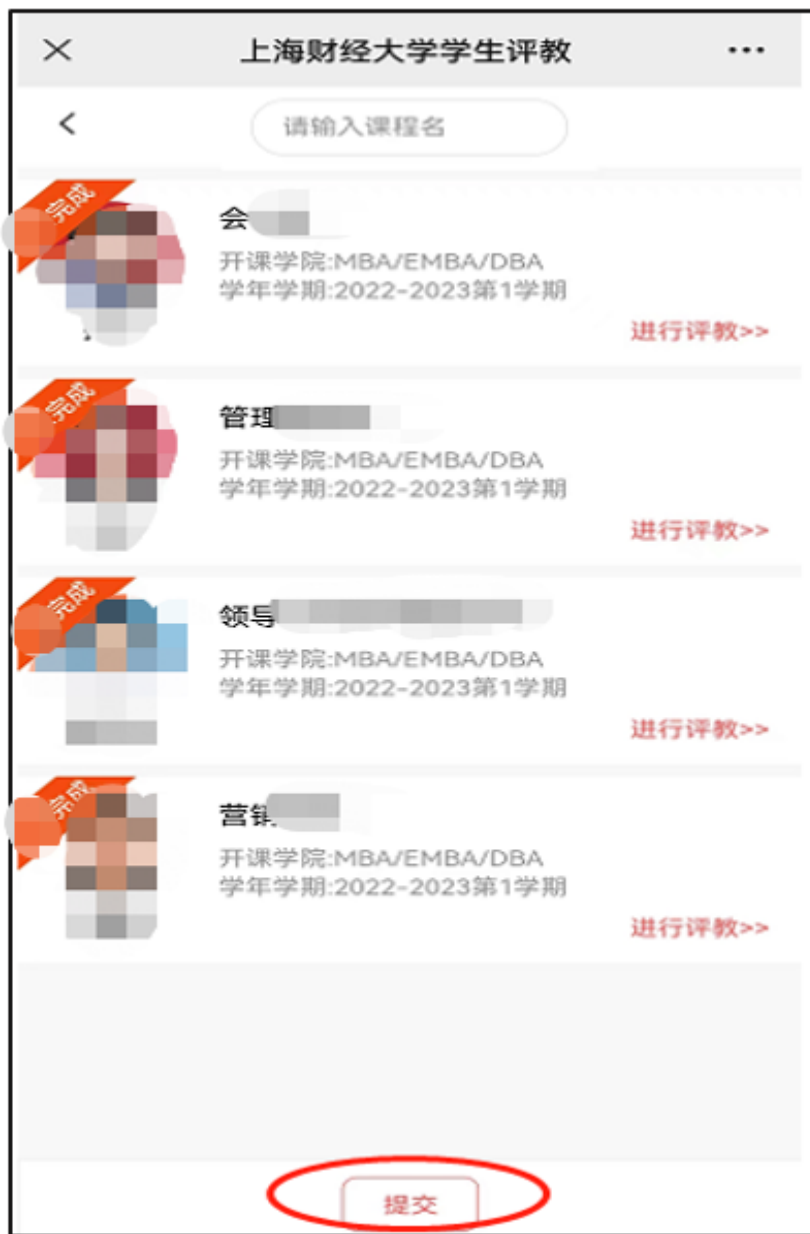 上海财经大学学生评教
请输入课程名
完成
会
开课学院:MBA/EMBA/DBA
学年学期:2022-2023第1学期
进行评教>>
完成
管理
开课学院:MBA/EMBA/DBA
学年学期:2022-2023第1学期
进行评教>>
完成
领导
开课学院:MBA/EMBA/DBA
学年学期:2022-2023第1学期
进行评教>>
完成
营销
开课学院:MBA/EMBA/DBA
学年学期:2022-2023第1学期
进行评教>>
提交